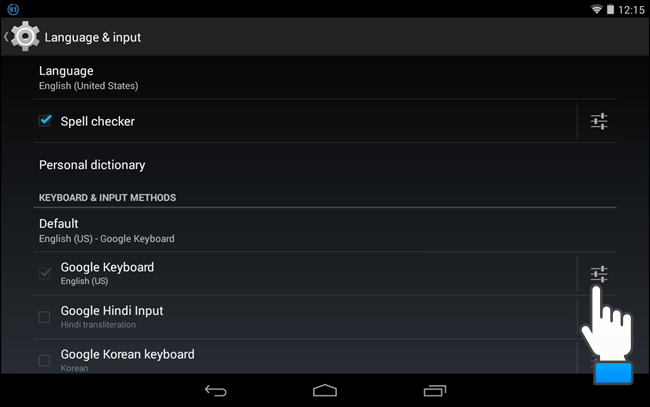 93
12:15
Language & input
Language
English (United States)
Spell checker
Personal dictionary
KEYBOARD & INPUT METHODS
Default
English (US) - Google Keyboard
Google Keyboard
English (US)
Google Hindi Input
Hindi transliteration
Google Korean keyboard
Korean